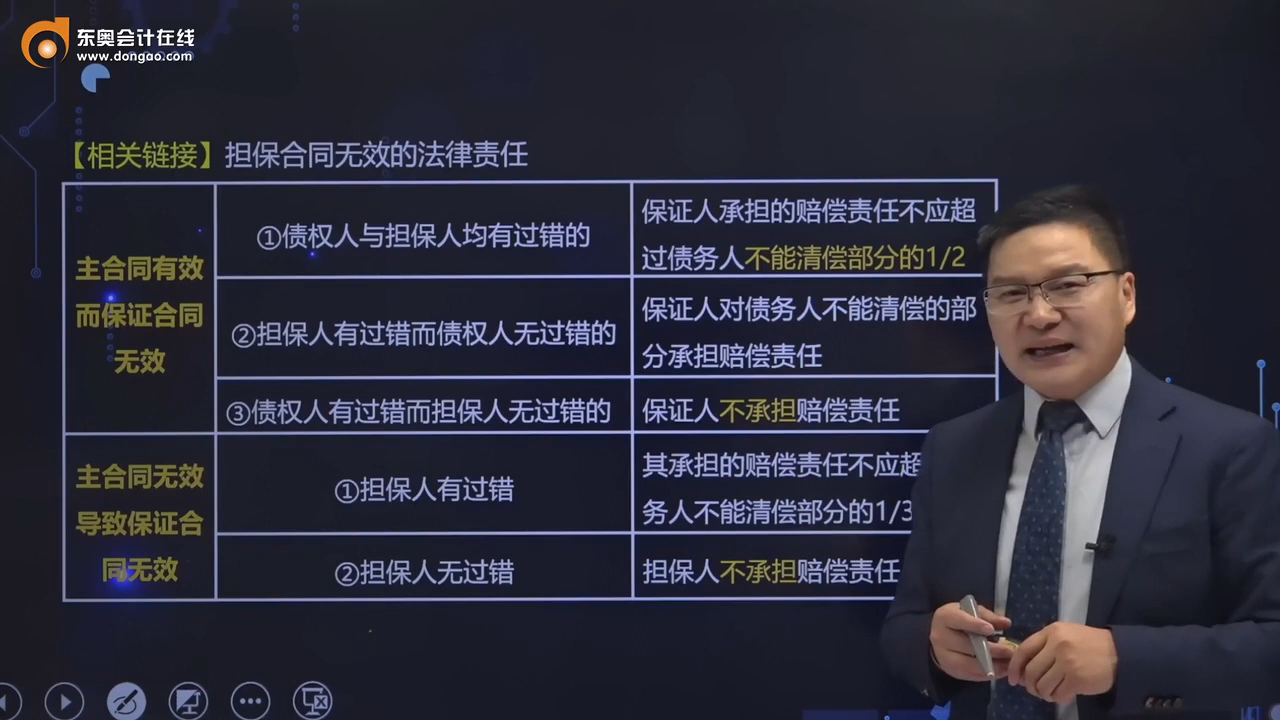 东奥会计在线
www.dongao.com
【相关链接】担保合同无效的法律责任
主合同有效
而保证合同
无效
①债权人与担保人均有过错的
保证人承担的赔偿责任不应超
过债务人不能清偿部分的1/2
②担保人有过错而债权人无过错的
保证人对债务人不能清偿的部
分承担赔偿责任
③债权人有过错而担保人无过错的
保证人不承担赔偿责任
主合同无效
导致保证合
同无效
①担保人有过错
其承担的赔偿责任不应超
务人不能清偿部分的1/3
②担保人无过错
担保人不承担赔偿责任